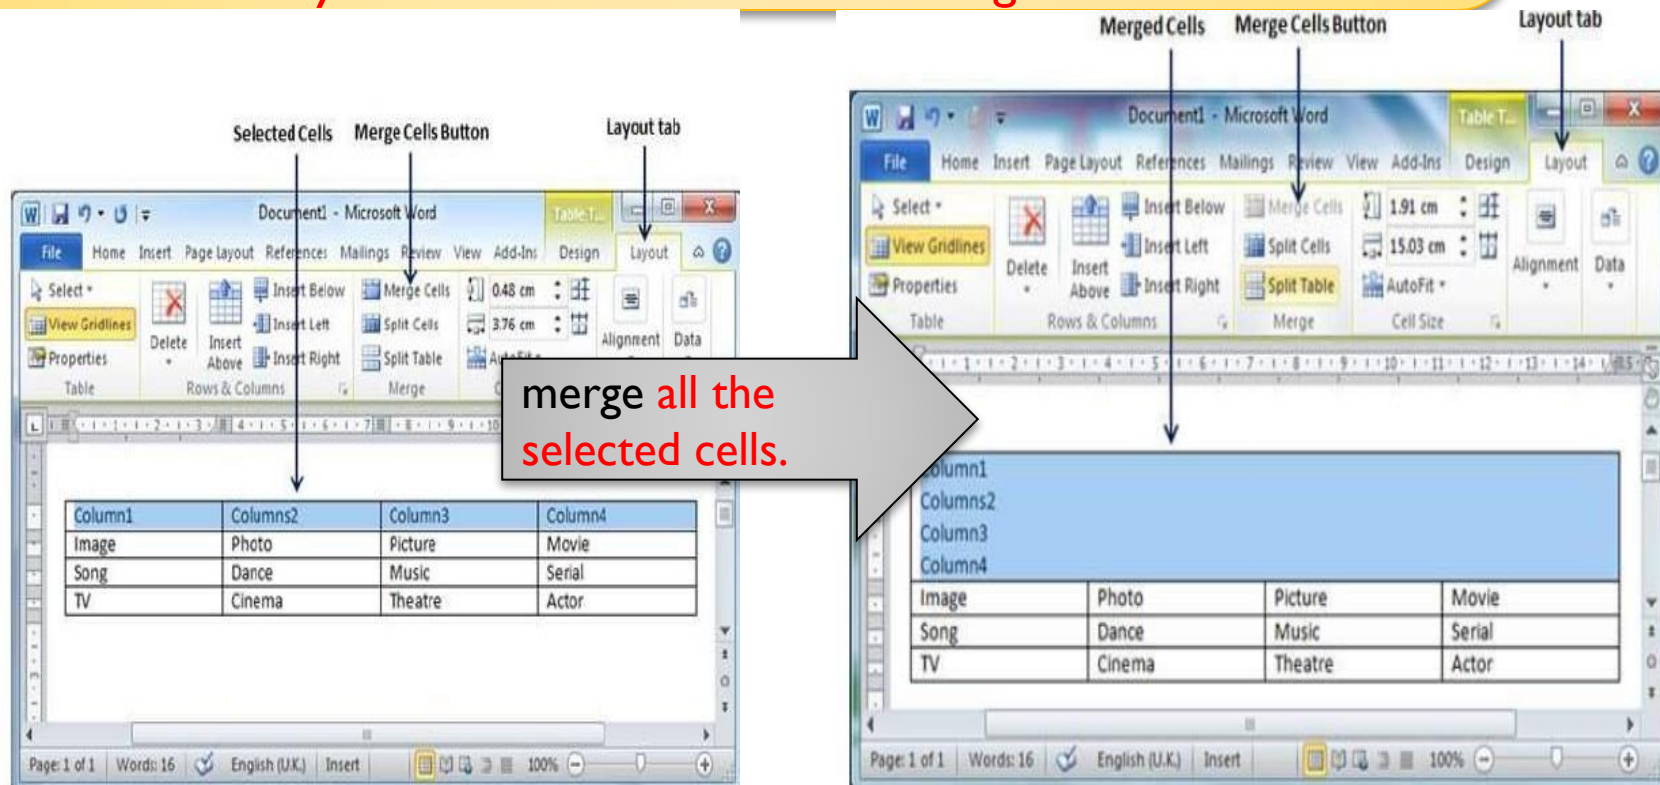 Selected Cells Merge Cells Button Layout tab
Document1 - Microsoft Word Table T...
File Home Insert Page Layout References Mailings Review View Add-Ins Design Layout
Select Insert Below Merge Cells 0.48 cm
View Gridlines Insert Left Split Cells 3.76 cm
Delete Insert Above Alignment Data
Properties Insert Right Split Table
Table Rows & Columns Merge
Column1 Columns2 Column3 Column4
Image Photo Picture Movie
Song Dance Music Serial
TV Cinema Theatre Actor
Page: 1 of 1 Words: 16 English (U.K.) Insert 100%
merge all the
selected cells.
Merged Cells Merge Cells Button Layout tab
Document1 - Microsoft Word Table T...
File Home Insert Page Layout References Mailings Review View Add-Ins Design Layout
Select Insert Below Merge Cells 1.91 cm
View Gridlines Insert Left Split Cells 15.03 cm
Delete Insert Above Alignment Data
Properties Insert Right Split Table AutoFit
Table Rows & Columns Merge Cell Size
Column1
Columns2
Column3
Column4
Image Photo Picture Movie
Song Dance Music Serial
TV Cinema Theatre Actor
Page: 1 of 1 Words: 16 English (U.K.) Insert 100%